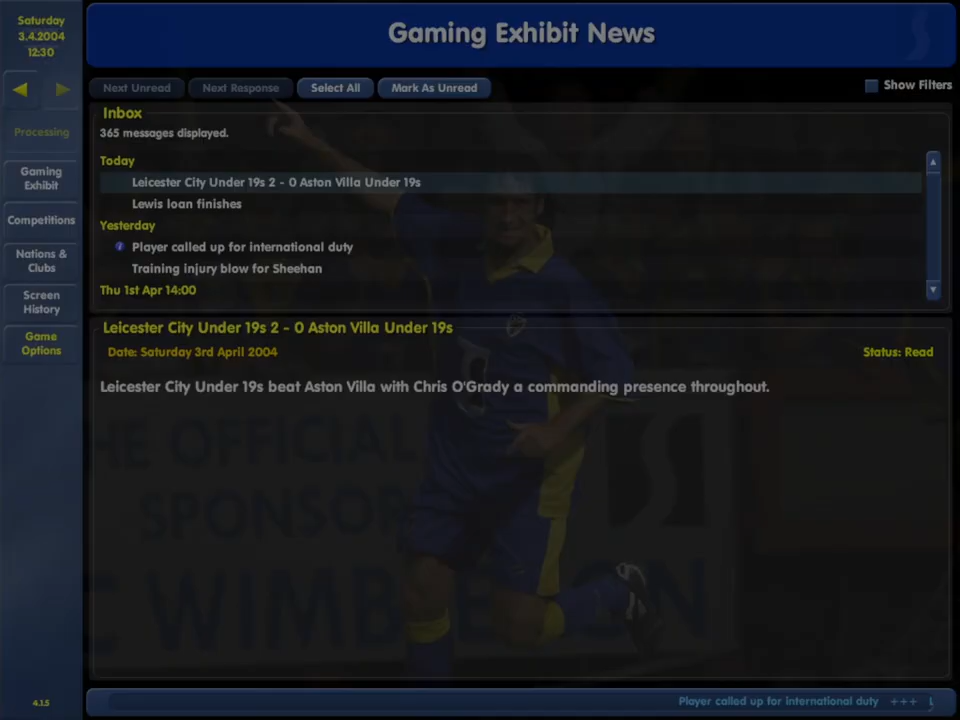 Saturday
3.4.2004
12:30
Processing
Gaming
Exhibit
Competitions
Nations &
Clubs
Screen
History
Game
Options
4.1.5
Gaming Exhibit News
Next Unread
Next Response
Select All
Mark As Unread
Show Filters
Inbox
365 messages displayed.
Today
Leicester City Under 19s 2 - 0 Aston Villa Under 19s
Lewis loan finishes
Yesterday
Player called up for international duty
Training injury blow for Sheehan
Thu 1st Apr 14:00
Leicester City Under 19s 2 - 0 Aston Villa Under 19s
Date: Saturday 3rd April 2004
Status: Read
Leicester City Under 19s beat Aston Villa with Chris O'Grady a commanding presence throughout.
HE OFFICIAL
SPONSOR
C WIMB ON
Player called up for international duty +++